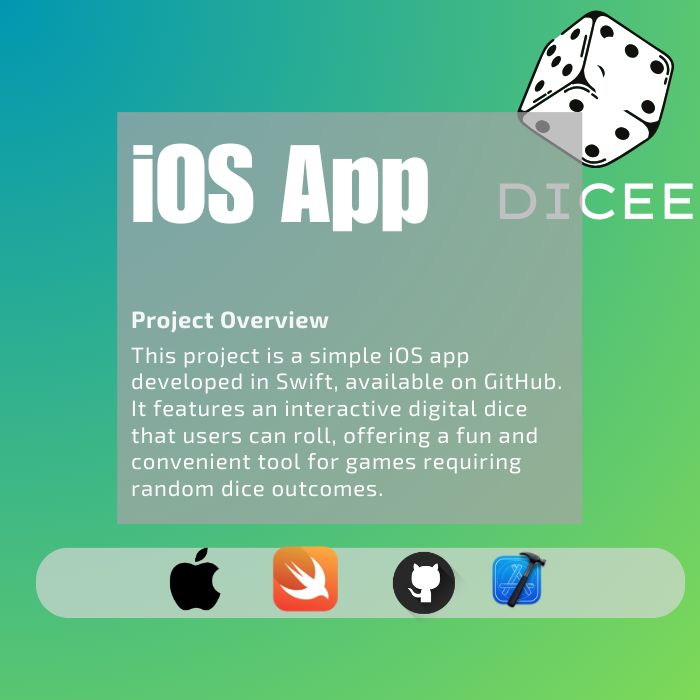 iOS App
DICEE
Project Overview
This project is a simple iOS app
developed in Swift, available on GitHub.
It features an interactive digital dice
that users can roll, offering a fun and
convenient tool for games requiring
random dice outcomes.